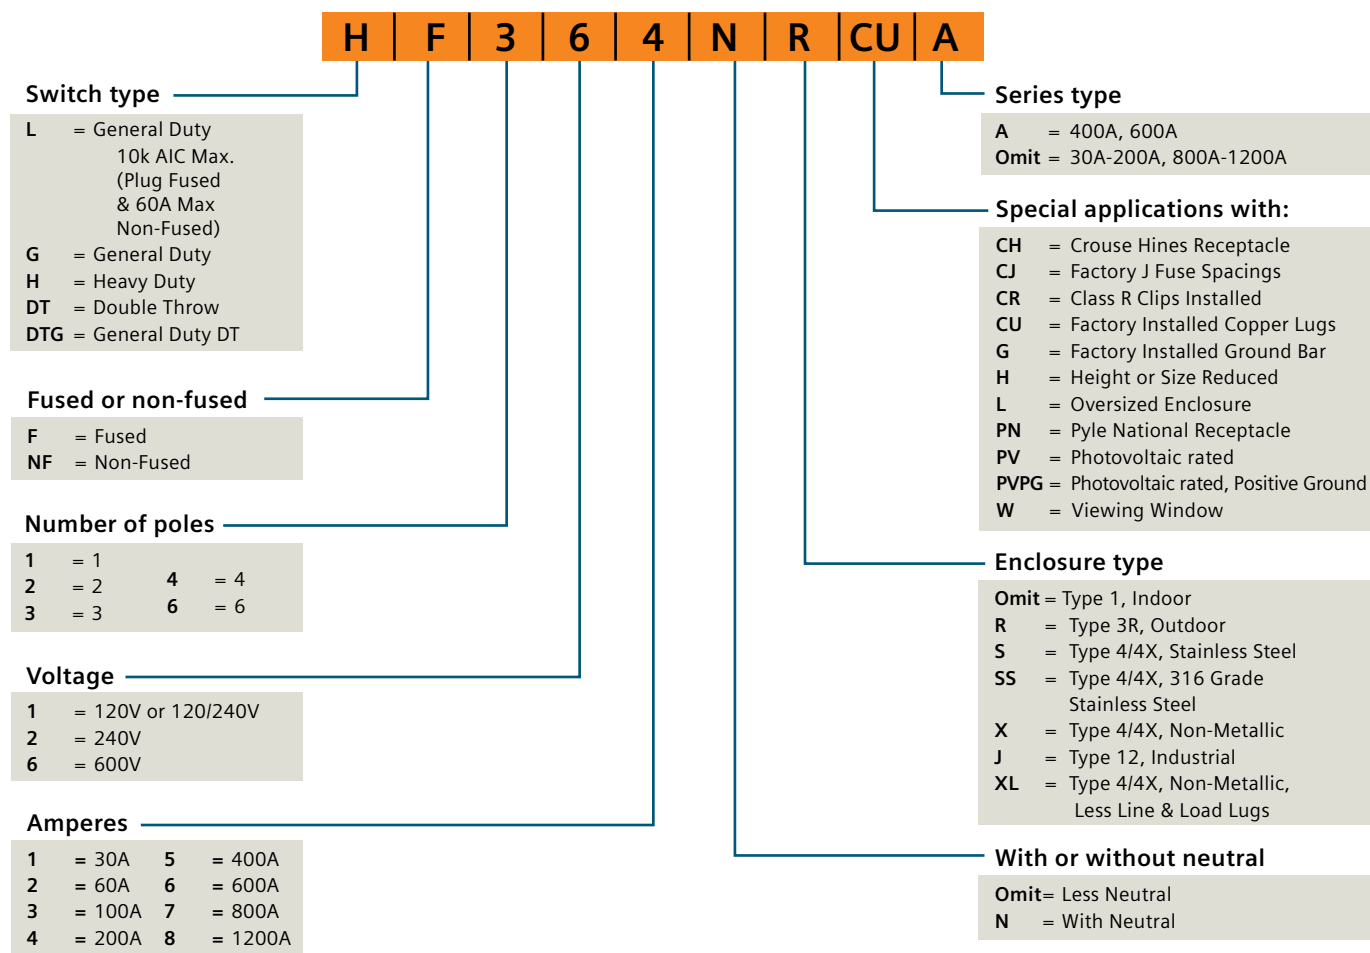 H F 3 6 4 N R CU A
Switch type
L = General Duty
10k AIC Max.
(Plug Fused
& 60A Max
Non-Fused)
G = General Duty
H = Heavy Duty
DT = Double Throw
DTG = General Duty DT
Fused or non-fused
F = Fused
NF = Non-Fused
Number of poles
1 = 1
2 = 2
3 = 3
4 = 4
6 = 6
Voltage
1 = 120V or 120/240V
2 = 240V
6 = 600V
Amperes
1 = 30A 5 = 400A
2 = 60A 6 = 600A
3 = 100A 7 = 800A
4 = 200A 8 = 1200A
Series type
A = 400A, 600A
Omit = 30A-200A, 800A-1200A
Special applications with:
CH = Crouse Hines Receptacle
CJ = Factory J Fuse Spacings
CR = Class R Clips Installed
CU = Factory Installed Copper Lugs
G = Factory Installed Ground Bar
H = Height or Size Reduced
L = Oversized Enclosure
PN = Pyle National Receptacle
PV = Photovoltaic rated
PVPG = Photovoltaic rated, Positive Ground
W = Viewing Window
Enclosure type
Omit = Type 1, Indoor
R = Type 3R, Outdoor
S = Type 4/4X, Stainless Steel
SS = Type 4/4X, 316 Grade
Stainless Steel
X = Type 4/4X, Non-Metallic
J = Type 12, Industrial
XL = Type 4/4X, Non-Metallic,
Less Line & Load Lugs
With or without neutral
Omit= Less Neutral
N = With Neutral